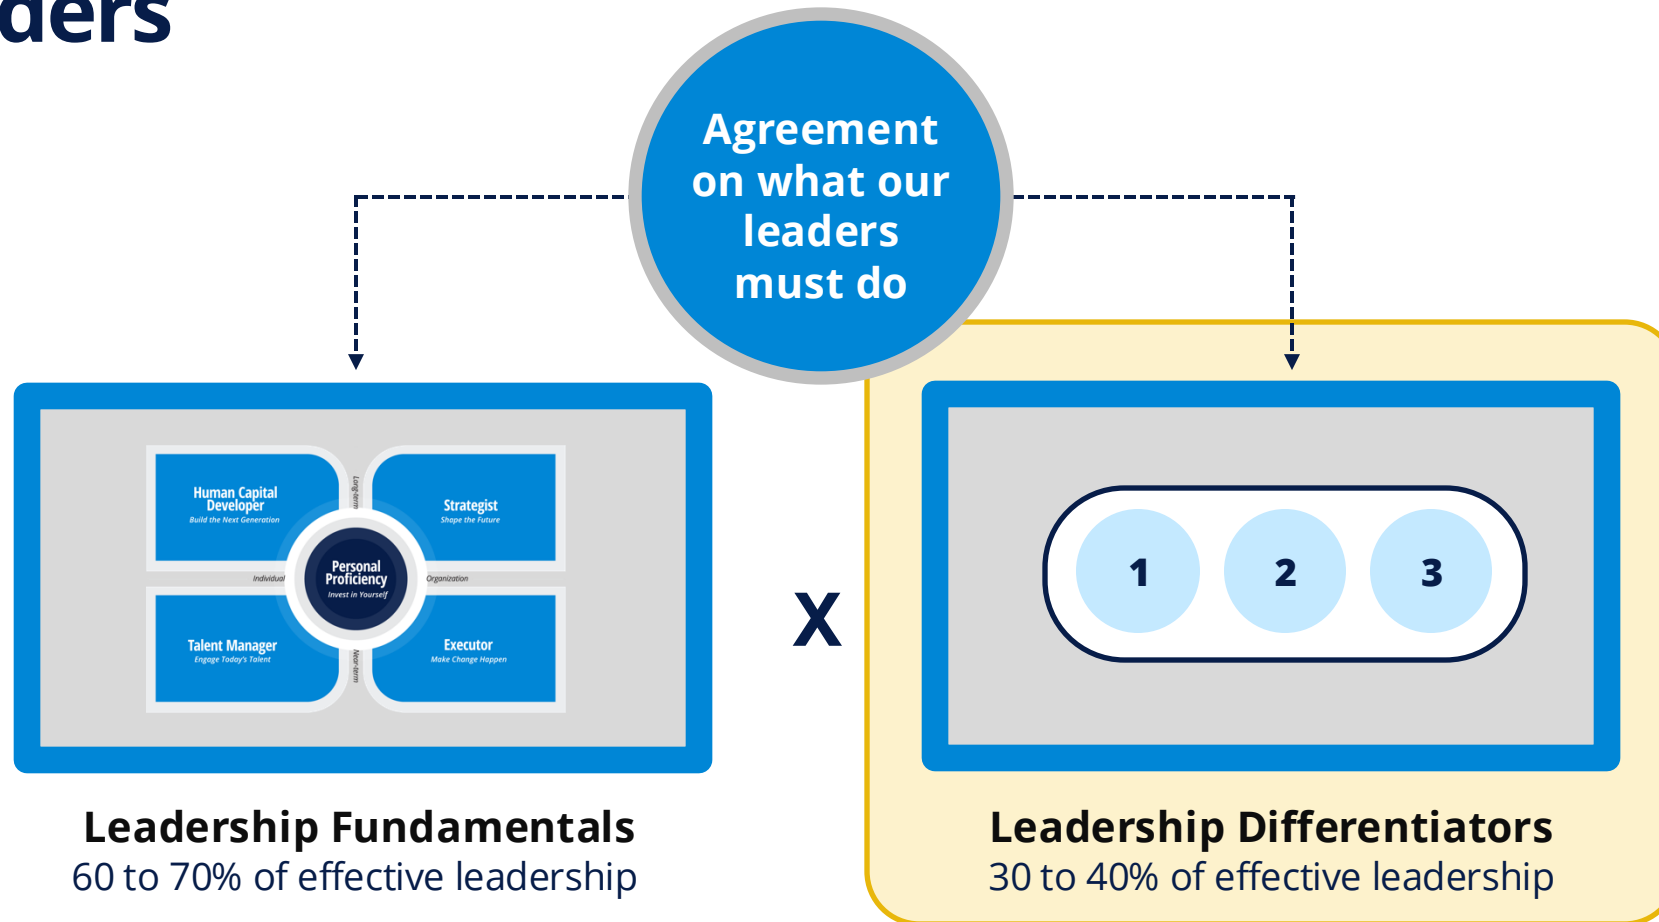 ders
Agreement
on what our
leaders
must do
Human Capital
Developer
Build the Next Generation
Long-term
Strategist
Shape the Future
Individual
Personal
Proficiency
Invest in Yourself
Organization
Talent Manager
Engage Today's Talent
Near-term
Executor
Make Change Happen
X
1 2 3
Leadership Fundamentals
60 to 70% of effective leadership
Leadership Differentiators
30 to 40% of effective leadership